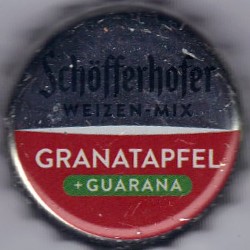 Schöfferhofer
WEIZEN-MIX
GRANATAPFEL
+GUARANA